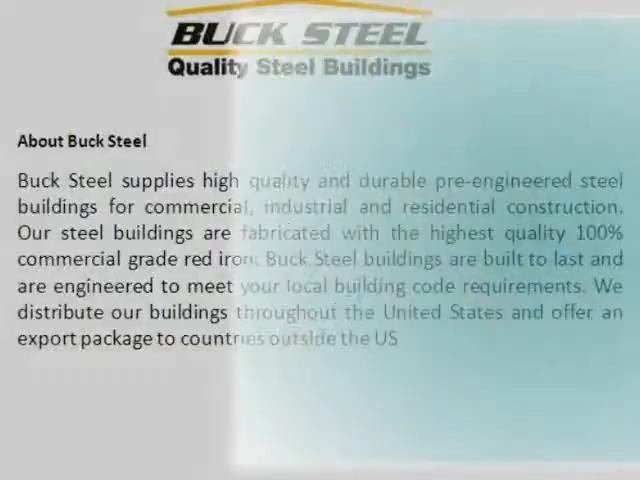 BUCK STEEL
Quality Steel Buildings
About Buck Steel
Buck Steel supplies high quality and durable pre-engineered steel
buildings for commercial, industrial and residential construction.
Our steel buildings are fabricated with the highest quality 100%
commercial grade red iron. Buck Steel buildings are built to last and
are engineered to meet your local building code requirements. We
distribute our buildings throughout the United States and offer an
export package to countries outside the US